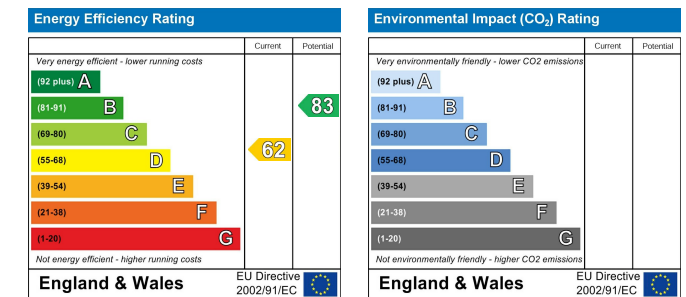 Energy Efficiency Rating
Current Potential
Very energy efficient - lower running costs
(92 plus) A
(81-91) B
83
(69-80) C
(55-68) D
62
(39-54) E
(21-38) F
(1-20) G
Not energy efficient - higher running costs
England & Wales
EU Directive
2002/91/EC
Environmental Impact (CO2) Rating
Current Potential
Very environmentally friendly - lower CO2 emissions
(92 plus) A
(81-91) B
(69-80) C
(55-68) D
(39-54) E
(21-38) F
(1-20) G
Not environmentally friendly - higher CO2 emissions
England & Wales
EU Directive
2002/91/EC